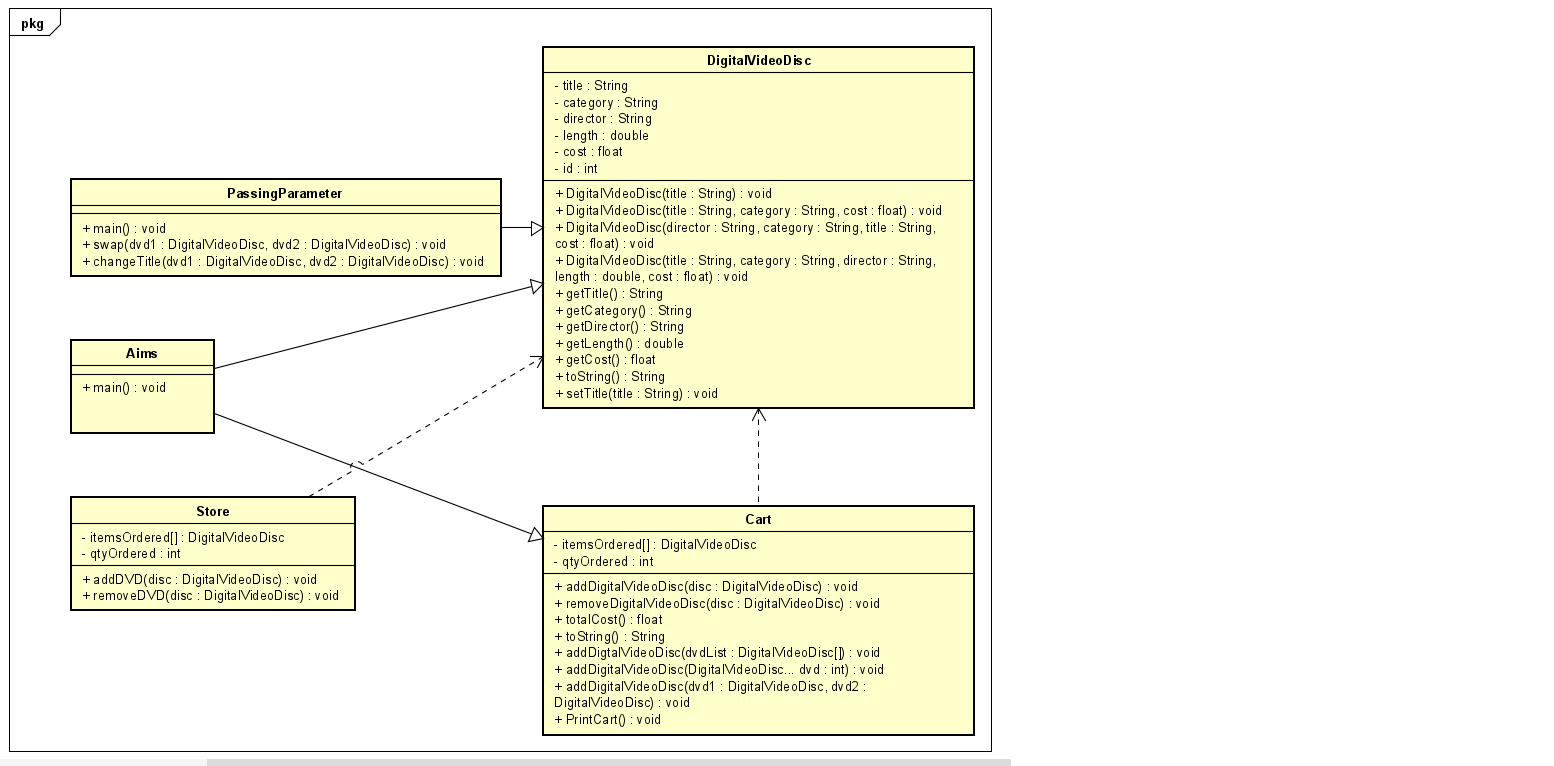 pkg
DigitalVideoDisc
- title : String
- category : String
- director : String
- length : double
- cost : float
- id : int
+ DigitalVideoDisc(title : String) : void
+ DigitalVideoDisc(title : String, category : String, cost : float) : void
+ DigitalVideoDisc(director : String, category : String, title : String,
cost : float) : void
+ DigitalVideoDisc(title : String, category : String, director : String,
length : double, cost : float) : void
+ getTitle() : String
+ getCategory() : String
+ getDirector() : String
+ getLength() : double
+ getCost() : float
+ toString() : String
+ setTitle(title : String) : void
PassingParameter
+ main() : void
+ swap(dvd1 : DigitalVideoDisc, dvd2 : DigitalVideoDisc) : void
+ changeTitle(dvd1 : DigitalVideoDisc, dvd2 : DigitalVideoDisc) : void
Aims
+ main() : void
Store
- itemsOrdered[] : DigitalVideoDisc
- qtyOrdered : int
+ addDVD(disc : DigitalVideoDisc) : void
+ removeDVD(disc : DigitalVideoDisc) : void
Cart
- itemsOrdered[] : DigitalVideoDisc
- qtyOrdered : int
+ addDigitalVideoDisc(disc : DigitalVideoDisc) : void
+ removeDigitalVideoDisc(disc : DigitalVideoDisc) : void
+ totalCost() : float
+ toString() : String
+ addDigtalVideoDisc(dvdList : DigitalVideoDisc[]) : void
+ addDigitalVideoDisc(DigitalVideoDisc... dvd : int) : void
+ addDigitalVideoDisc(dvd1 : DigitalVideoDisc, dvd2 :
DigitalVideoDisc) : void
+ PrintCart() : void